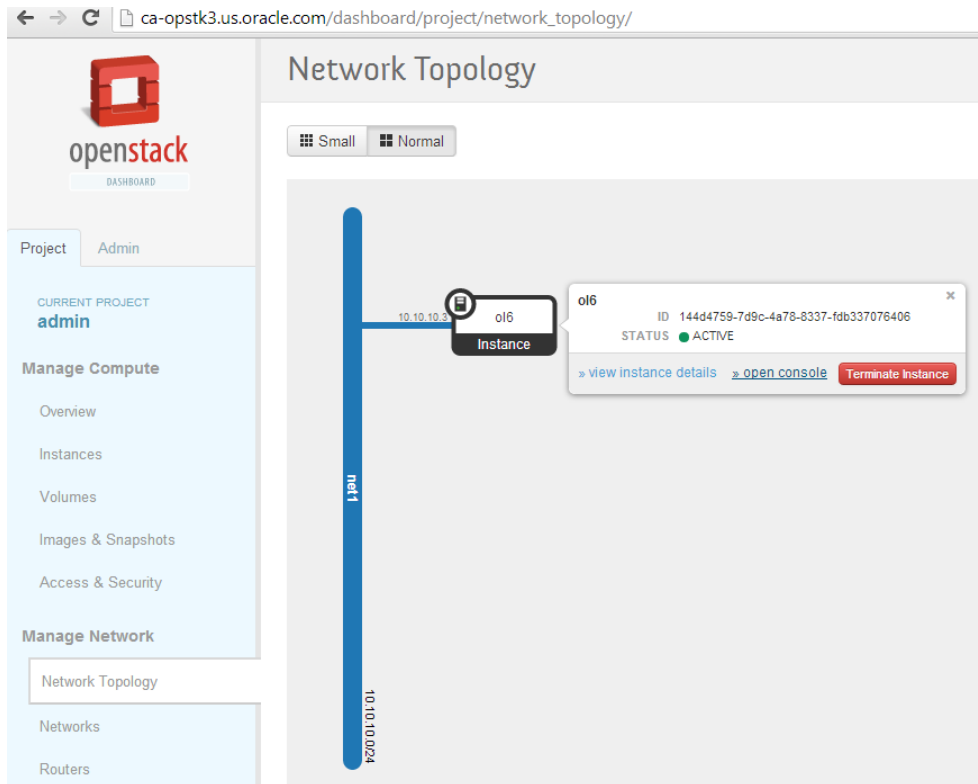 ca-opstk3.us.oracle.com/dashboard/project/network_topology/
openstack
DASHBOARD
Project Admin
CURRENT PROJECT
admin
Manage Compute
Overview
Instances
Volumes
Images & Snapshots
Access & Security
Manage Network
Network Topology
Networks
Routers
Network Topology
Small Normal
net1
10.10.10.0/24
10.10.10.3
ol6
Instance
ol6
ID 144d4759-7d9c-4a78-8337-fdb337076406
STATUS ACTIVE
» view instance details » open console Terminate Instance